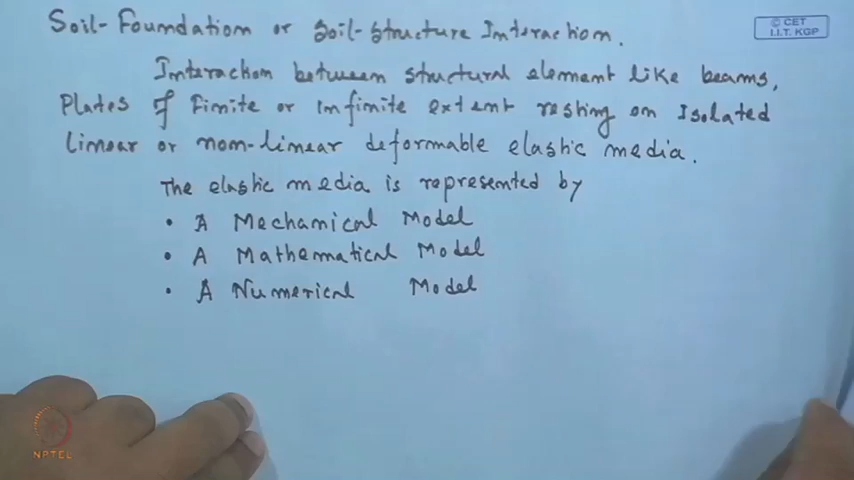 Soil-Foundation or Soil-Structure Interaction.
© CET
I.I.T. KGP
Interaction between structural element like beams,
Plates of Finite or infinite extent resting on Isolated
Linear or non-linear deformable elastic media.
The elastic media is represented by
• A Mechanical Model
• A Mathematical Model
• A Numerical Model
NPTEL